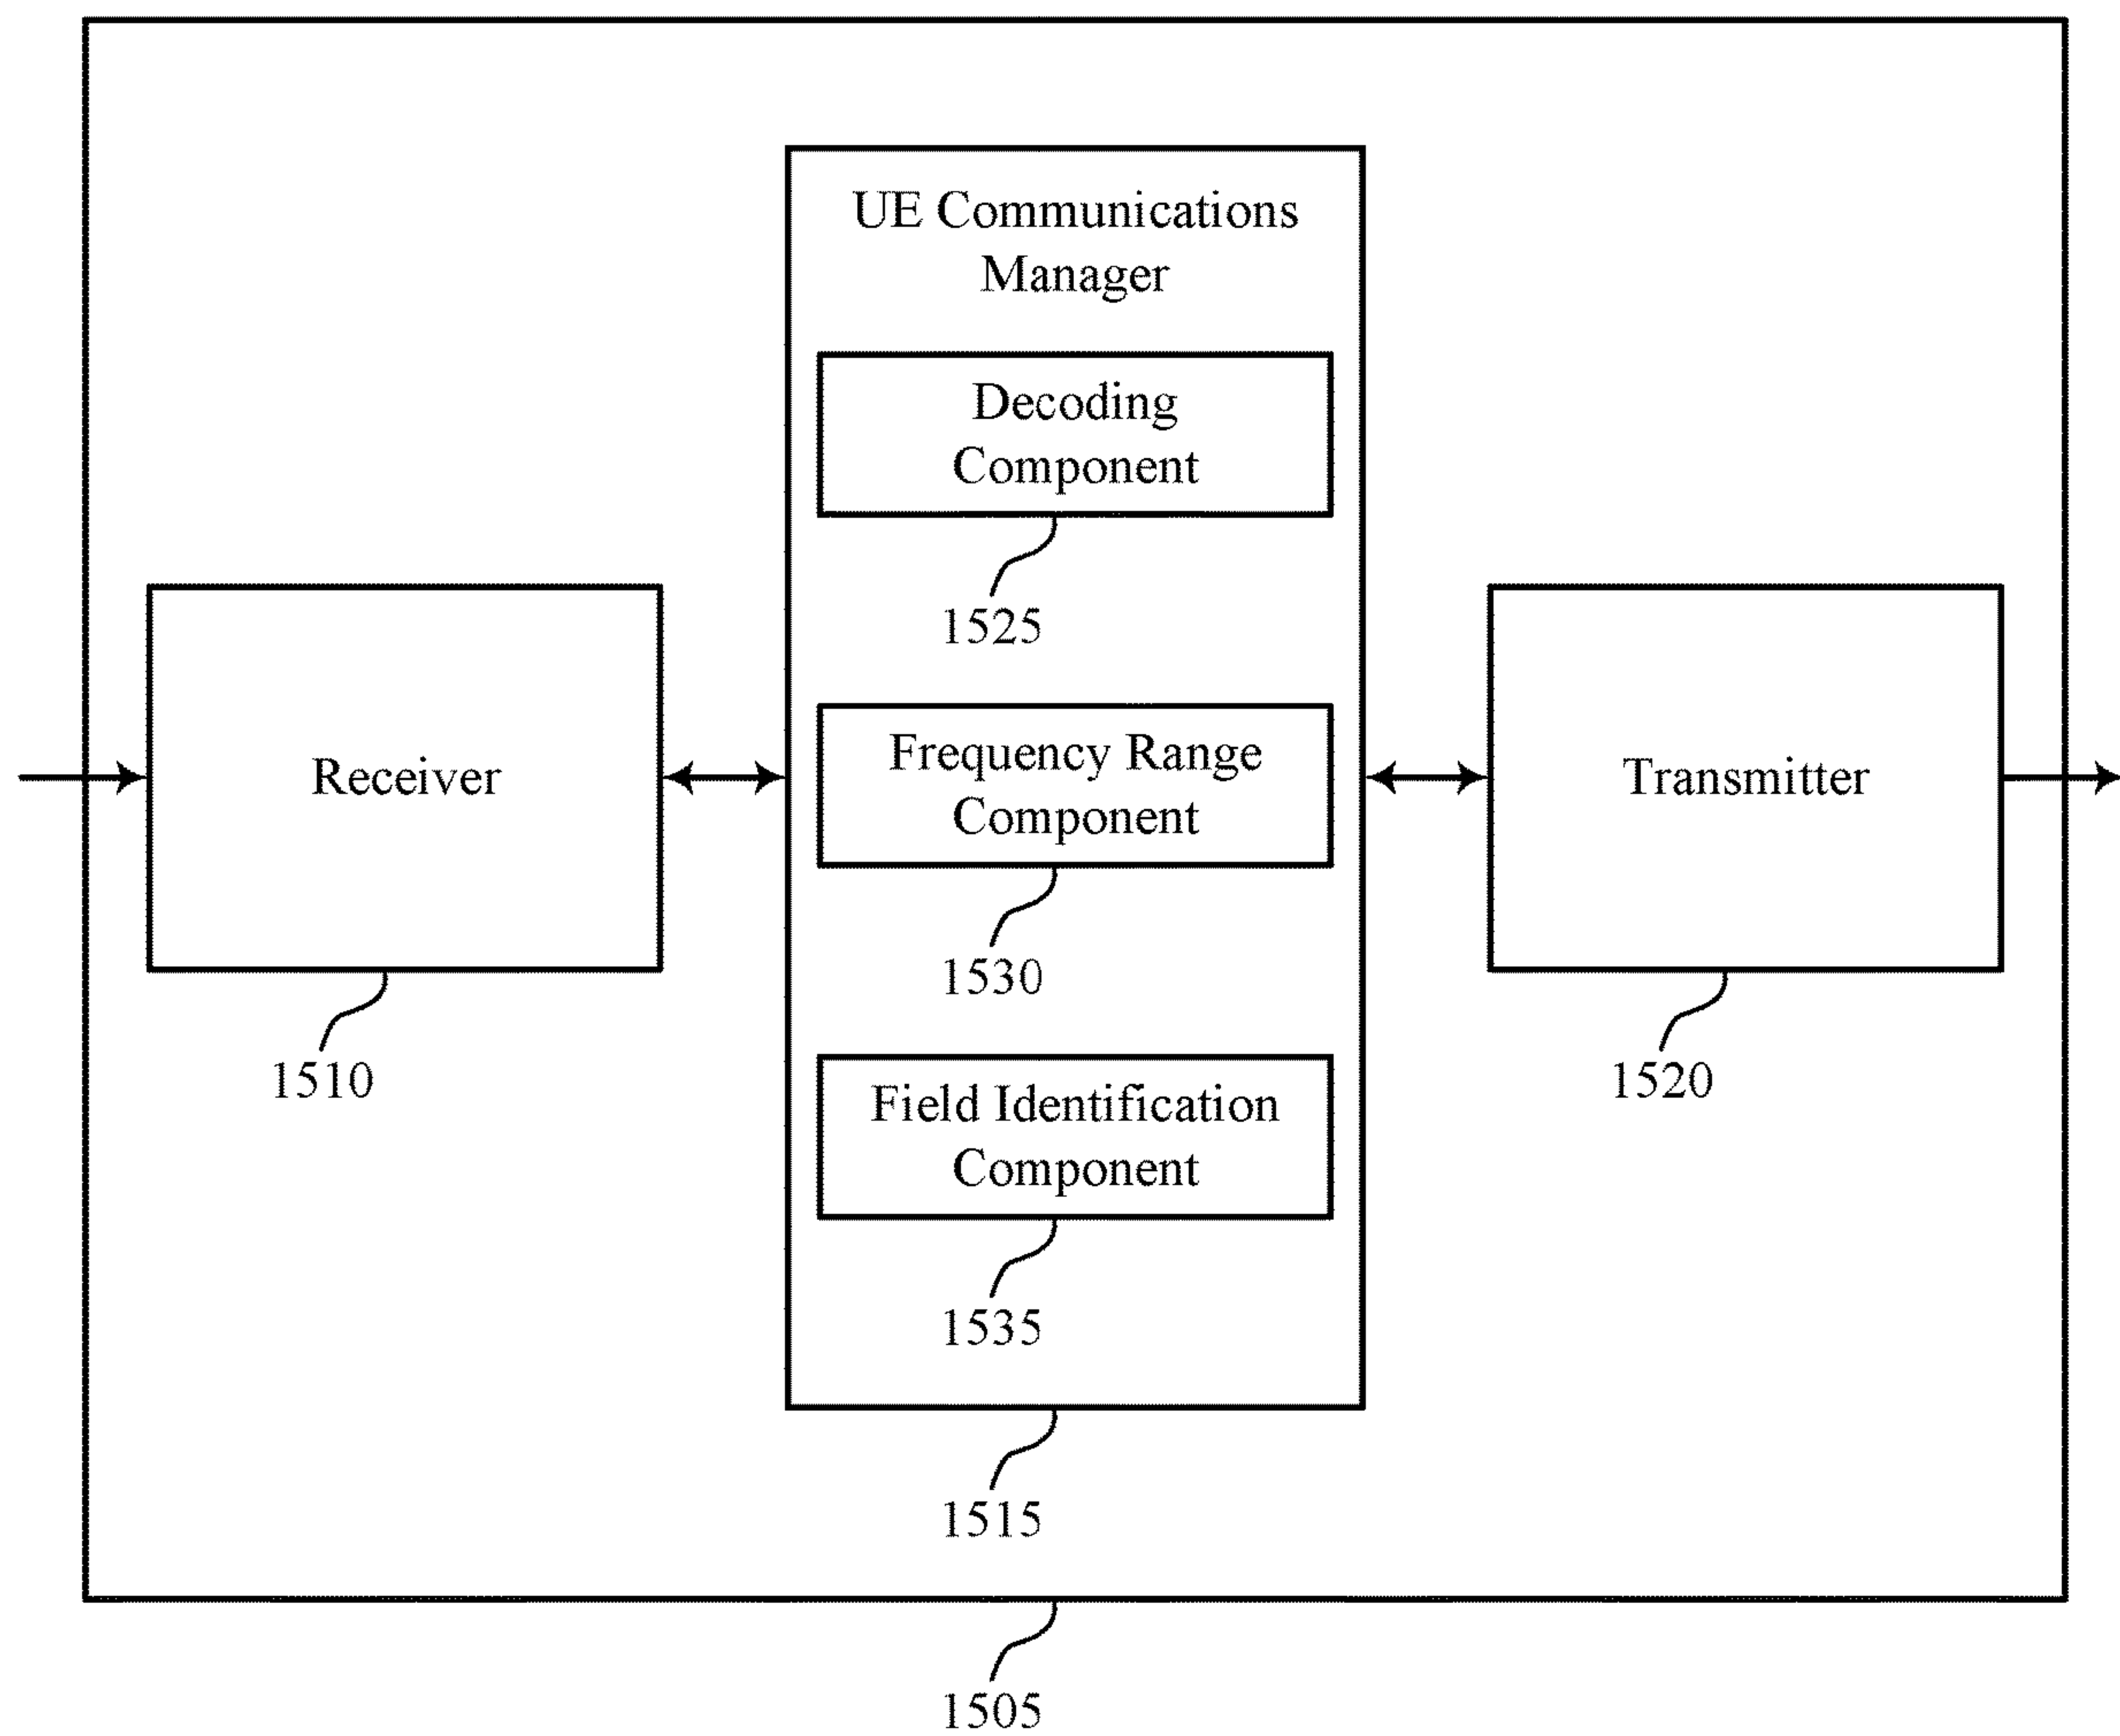 UE Communications
Manager
Decoding
Component
1525
Receiver
1510
Frequency Range
Component
1530
Transmitter
1520
Field Identification
Component
1535
1515
1505